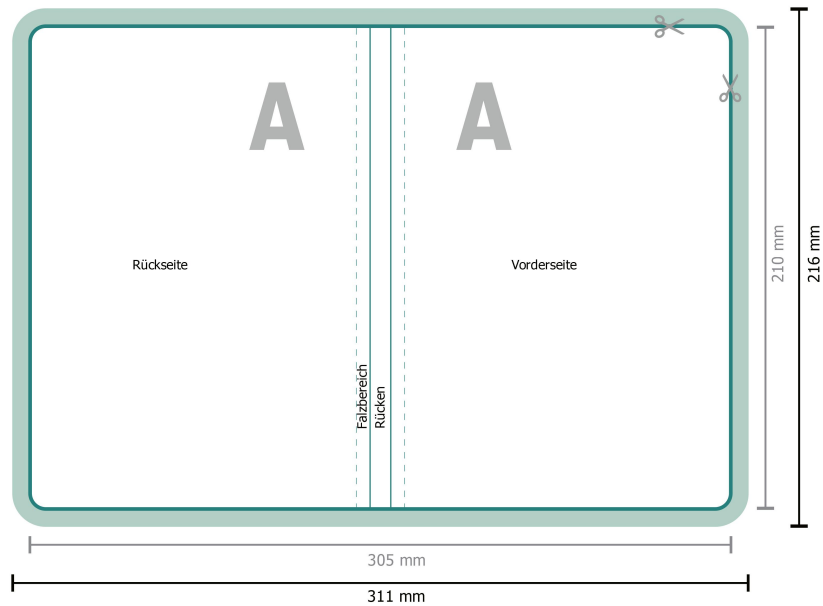 A A
Rückseite
Vorderseite
Falzbereich
Rücken
210 mm
216 mm
305 mm
311 mm